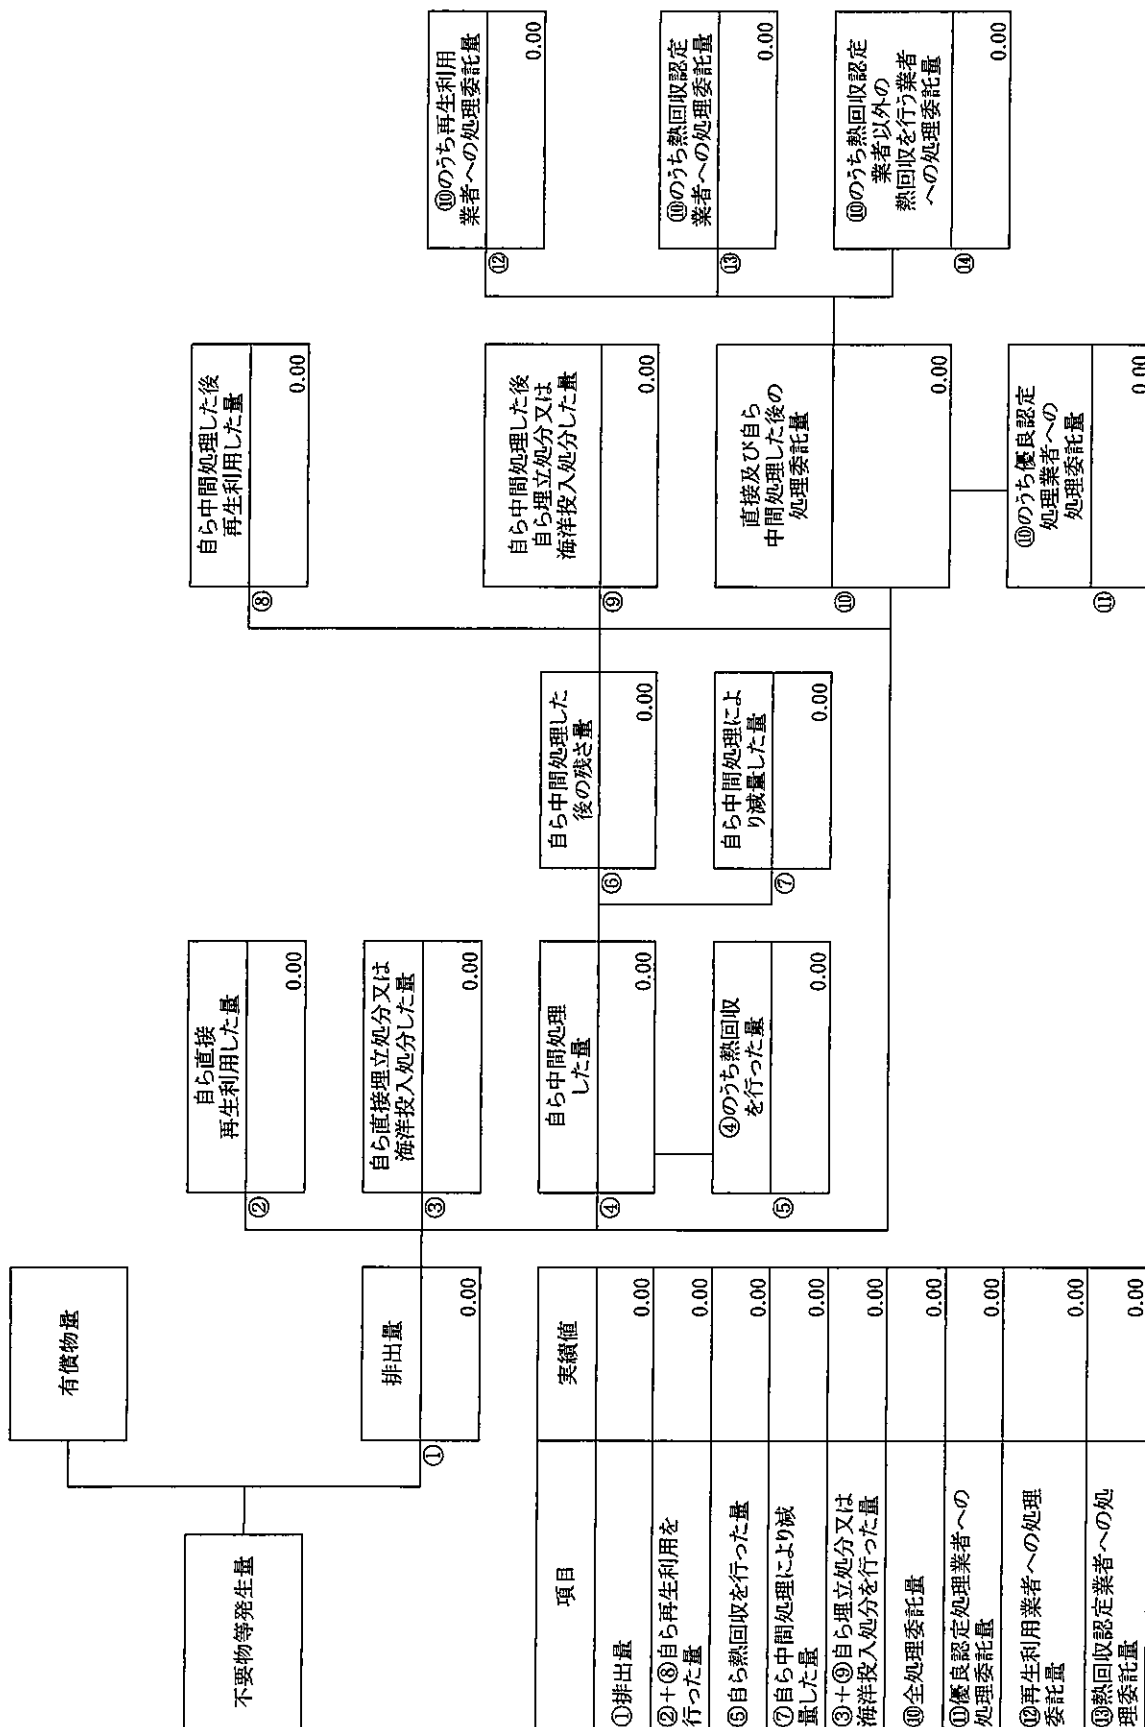 不要物等発生量
有償物量
排出量
①
0.00
自ら直接
再生利用した量
②
0.00
自ら直接埋立処分又は
海洋投入処分した量
③
0.00
自ら中間処理
した量
④
0.00
④のうち熱回収
を行った量
⑤
0.00
自ら中間処理した
後の残さ量
⑥
0.00
自ら中間処理によ
り減量した量
⑦
0.00
自ら中間処理した後
再生利用した量
⑧
0.00
自ら中間処理した後
自ら埋立処分又は
海洋投入処分した量
⑨
0.00
直接及び自ら
中間処理した後の
処理委託量
⑩
0.00
⑩のうち優良認定
処理業者への
処理委託量
⑪
0.00
⑩のうち再生利用
業者への処理委託量
⑫
0.00
⑩のうち熱回収認定
業者への処理委託量
⑬
0.00
⑩のうち熱回収認定
業者以外の
熱回収を行う業者
への処理委託量
⑭
0.00
項目 実績値
①排出量 0.00
②+⑧自ら再生利用を
行った量 0.00
⑤自ら熱回収を行った量 0.00
⑦自ら中間処理により減
量した量 0.00
③+⑨自ら埋立処分又は
海洋投入処分を行った量 0.00
⑩全処理委託量 0.00
⑪優良認定処理業者への
処理委託量 0.00
⑫再生利用業者への処理
委託量 0.00
⑬熱回収認定業者への処
理委託量 0.00